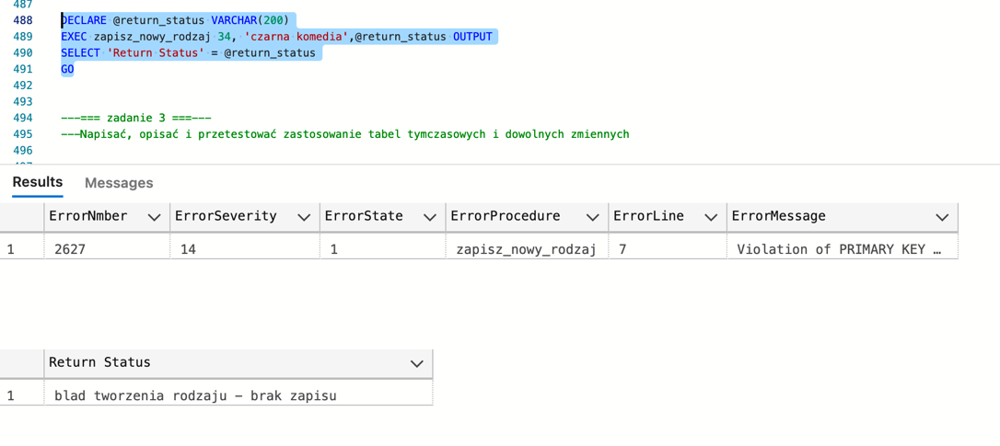 487
488 DECLARE @return_status VARCHAR(200)
489 EXEC zapisz_nowy_rodzaj 34, 'czarna komedia',@return_status OUTPUT
490 SELECT 'Return Status' = @return_status
491 GO
492
493
494 ---=== zadanie 3 ===---
495 ---Napisać, opisać i przetestować zastosowanie tabel tymczasowych i dowolnych zmiennych
496
Results Messages
ErrorNmber ErrorSeverity ErrorState ErrorProcedure ErrorLine ErrorMessage
1 2627 14 1 zapisz_nowy_rodzaj 7 Violation of PRIMARY KEY …
Return Status
1 blad tworzenia rodzaju - brak zapisu